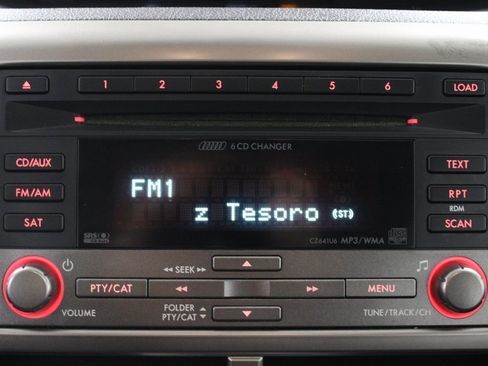 1 2 3 4 5 6 LOAD
6 CD CHANGER
CD/AUX TEXT
FM1
FM/AM RPT
z Tesoro (ST)
RDM
SAT SCAN
SRS CZ641U6 MP3/WMA
SEEK
PTY/CAT MENU
VOLUME FOLDER TUNE/TRACK/CH
PTY/CAT